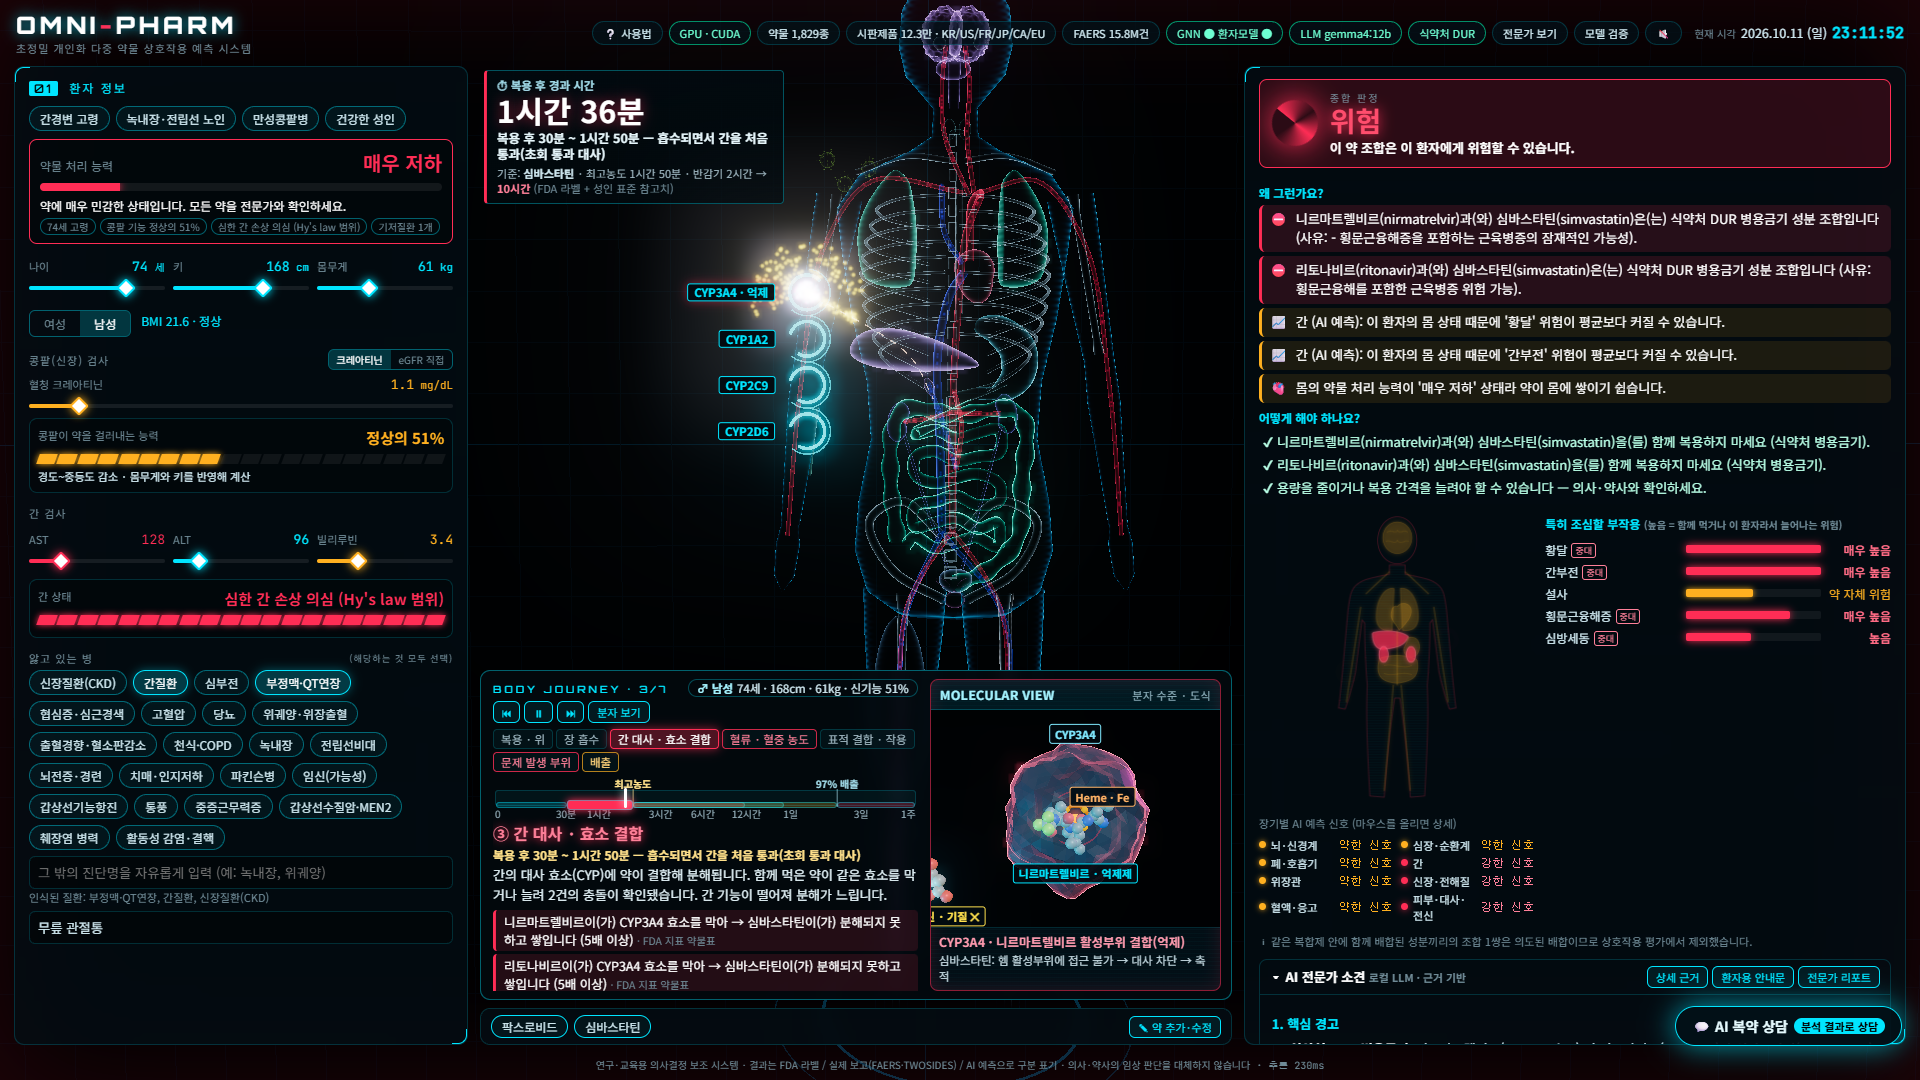 OMNI-PHARM
초정밀 개인화 다중 약물 상호작용 예측 시스템
? 사용법
GPU · CUDA
약물 1,829종
시판제품 12.3만 · KR/US/FR/JP/CA/EU
FAERS 15.8M건
GNN 환자모델
LLM gemma4:12b
식약처 DUR
전문가 보기
모델 검증
현재 시각 2026.10.11 (일) 23:11:52
01 환자 정보
간경변 고령
녹내장·전립선 노인
만성콩팥병
건강한 성인
약물 처리 능력
매우 저하
약에 매우 민감한 상태입니다. 모든 약을 전문가와 확인하세요.
74세 고령
콩팥 기능 정상의 51%
심한 간 손상 의심 (Hy's law 범위)
기저질환 1개
나이 74 세
키 168 cm
몸무게 61 kg
여성
남성
BMI 21.6 · 정상
콩팥(신장) 검사
크레아티닌
eGFR 직접
혈청 크레아티닌
1.1 mg/dL
콩팥이 약을 걸러내는 능력
정상의 51%
경도~중등도 감소 · 몸무게와 키를 반영해 계산
간 검사
AST 128
ALT 96
빌리루빈 3.4
간 상태
심한 간 손상 의심 (Hy's law 범위)
앓고 있는 병
(해당하는 것 모두 선택)
신장질환(CKD)
간질환
심부전
부정맥·QT연장
협심증·심근경색
고혈압
당뇨
위궤양·위장출혈
출혈경향·혈소판감소
천식·COPD
녹내장
전립선비대
뇌전증·경련
치매·인지저하
파킨슨병
임신(가능성)
갑상선기능항진
통풍
중증근무력증
갑상선수질암·MEN2
췌장염 병력
활동성 감염·결핵
그 밖의 진단명을 자유롭게 입력 (예: 녹내장, 위궤양)
인식된 질환: 부정맥·QT연장, 간질환, 신장질환(CKD)
무릎 관절통
복용 후 경과 시간
1시간 36분
복용 후 30분 ~ 1시간 50분 — 흡수되면서 간을 처음
통과(초회 통과 대사)
기준: 심바스타틴 · 최고농도 1시간 50분 · 반감기 2시간 →
10시간 (FDA 라벨 + 성인 표준 참고치)
CYP3A4 · 억제
CYP1A2
CYP2C9
CYP2D6
BODY JOURNEY · 3/7
♂ 남성 74세 · 168cm · 61kg · 신기능 51%
분자 보기
복용 · 위
장 흡수
간 대사 · 효소 결합
혈류 · 혈중 농도
표적 결합 · 작용
문제 발생 부위
배출
최고농도
97% 배출
0 30분 1시간 3시간 6시간 12시간 1일 3일 1주
③ 간 대사 · 효소 결합
복용 후 30분 ~ 1시간 50분 — 흡수되면서 간을 처음 통과(초회 통과 대사)
간의 대사 효소(CYP)에 약이 결합해 분해됩니다. 함께 먹은 약이 같은 효소를 막
거나 늘려 2건의 충돌이 확인됐습니다. 간 기능이 떨어져 분해가 느립니다.
니르마트렐비르이(가) CYP3A4 효소를 막아 → 심바스타틴이(가) 분해되지 못
하고 쌓입니다 (5배 이상) · FDA 지표 약물표
리토나비르이(가) CYP3A4 효소를 막아 → 심바스타틴이(가) 분해되지 못하고
쌓입니다 (5배 이상) · FDA 지표 약물표
MOLECULAR VIEW
분자 수준 · 도식
CYP3A4
Heme · Fe
니르마트렐비르 · 억제제
· 기질 ✕
CYP3A4 · 니르마트렐비르 활성부위 결합(억제)
심바스타틴: 헴 활성부위에 접근 불가 → 대사 차단 → 축
적
팍스로비드
심바스타틴
약 추가·수정
종합 판정
위험
이 약 조합은 이 환자에게 위험할 수 있습니다.
왜 그런가요?
니르마트렐비르(nirmatrelvir)과(와) 심바스타틴(simvastatin)은(는) 식약처 DUR 병용금기 성분 조합입니다
(사유: - 횡문근융해증을 포함하는 근육병증의 잠재적인 가능성).
리토나비르(ritonavir)과(와) 심바스타틴(simvastatin)은(는) 식약처 DUR 병용금기 성분 조합입니다 (사유:
횡문근융해를 포함한 근육병증 위험 가능).
간 (AI 예측): 이 환자의 몸 상태 때문에 '황달' 위험이 평균보다 커질 수 있습니다.
간 (AI 예측): 이 환자의 몸 상태 때문에 '간부전' 위험이 평균보다 커질 수 있습니다.
몸의 약물 처리 능력이 '매우 저하' 상태라 약이 몸에 쌓이기 쉽습니다.
어떻게 해야 하나요?
✓ 니르마트렐비르(nirmatrelvir)과(와) 심바스타틴(simvastatin)을(를) 함께 복용하지 마세요 (식약처 병용금기).
✓ 리토나비르(ritonavir)과(와) 심바스타틴(simvastatin)을(를) 함께 복용하지 마세요 (식약처 병용금기).
✓ 용량을 줄이거나 복용 간격을 늘려야 할 수 있습니다 — 의사·약사와 확인하세요.
특히 조심할 부작용 (높음 = 함께 먹거나 이 환자라서 늘어나는 위험)
황달 중대 매우 높음
간부전 중대 매우 높음
설사 약 자체 위험
횡문근융해증 중대 매우 높음
심방세동 중대 높음
장기별 AI 예측 신호 (마우스를 올리면 상세)
뇌·신경계 약한 신호
심장·순환계 약한 신호
폐·호흡기 약한 신호
간 강한 신호
위장관 약한 신호
신장·전해질 강한 신호
혈액·응고 약한 신호
피부·대사·
전신 강한 신호
같은 복합제 안에 함께 배합된 성분끼리의 조합 1쌍은 의도된 배합이므로 상호작용 평가에서 제외했습니다.
AI 전문가 소견 로컬 LLM · 근거 기반
상세 근거
환자용 안내문
전문가 리포트
1. 핵심 경고
AI 복약 상담 분석 결과로 상담
연구·교육용 의사결정 보조 시스템 · 결과는 FDA 라벨 / 실제 보고(FAERS·TWOSIDES) / AI 예측으로 구분 표기 · 의사·약사의 임상 판단을 대체하지 않습니다 · 추론 230ms